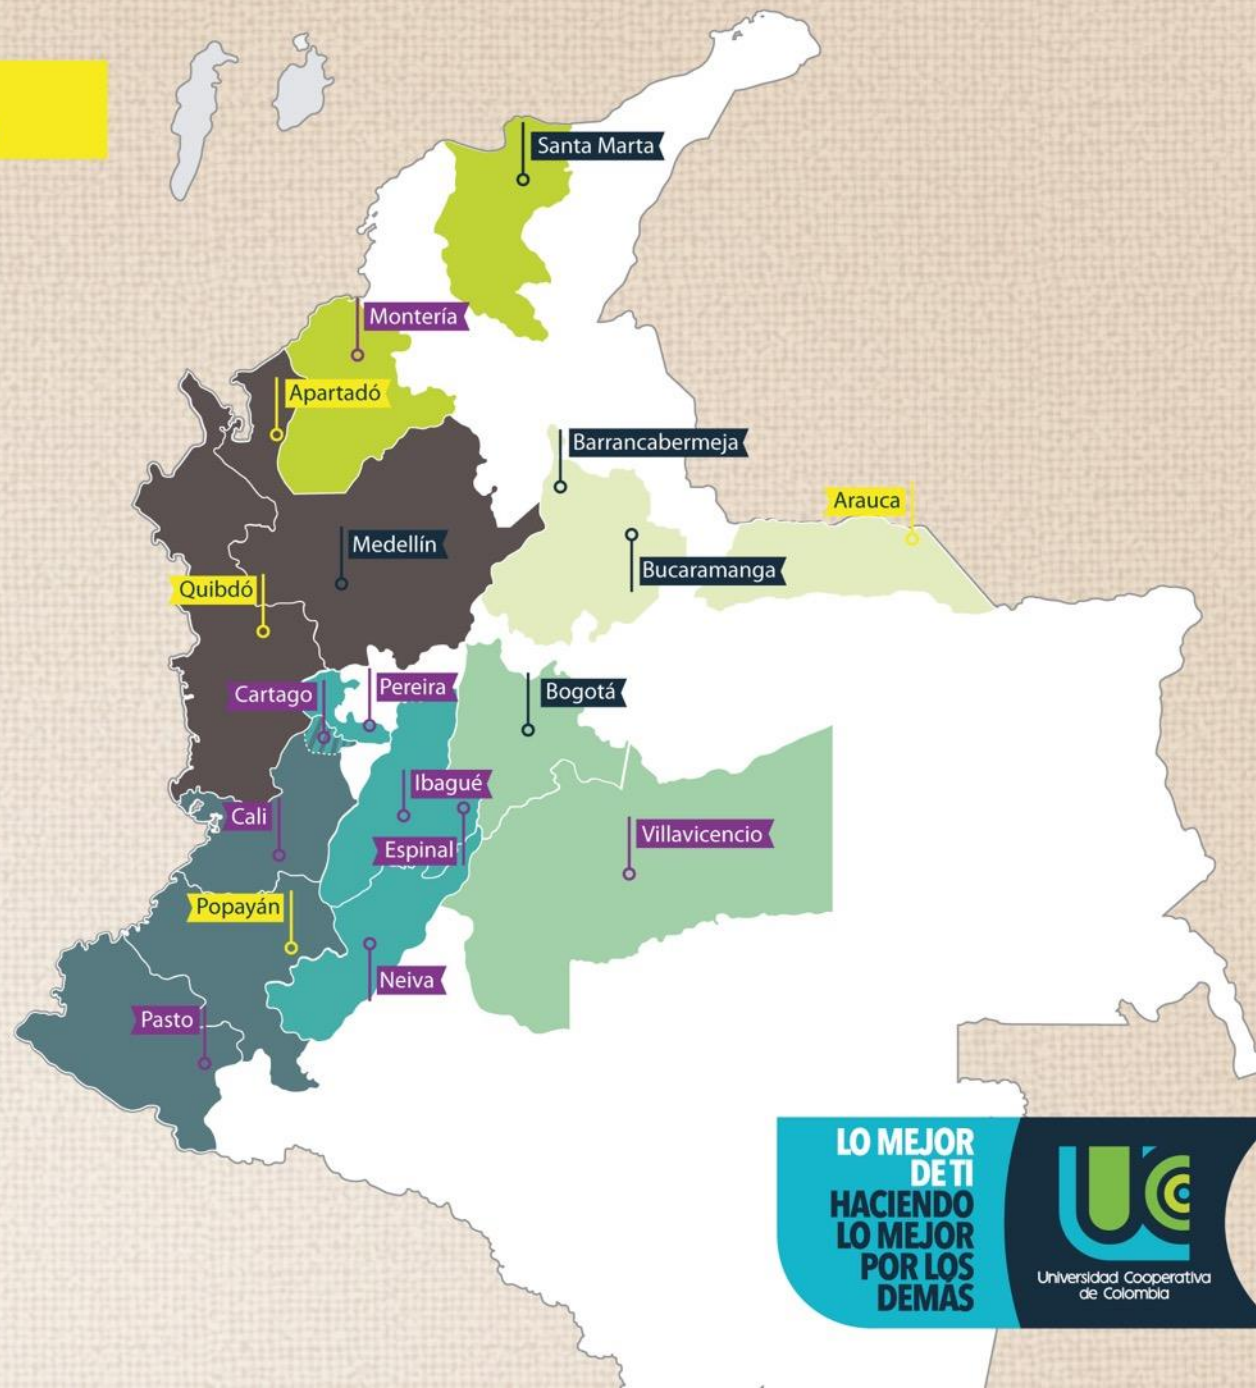 Santa Marta
Montería
Apartadó
Barrancabermeja
Arauca
Medellín
Bucaramanga
Quibdó
Cartago
Pereira
Bogotá
Ibagué
Cali
Espinal
Villavicencio
Popayán
Neiva
Pasto
LO MEJOR
DE TI
HACIENDO
LO MEJOR
POR LOS
DEMÁS
UCC
Universidad Cooperativa
de Colombia